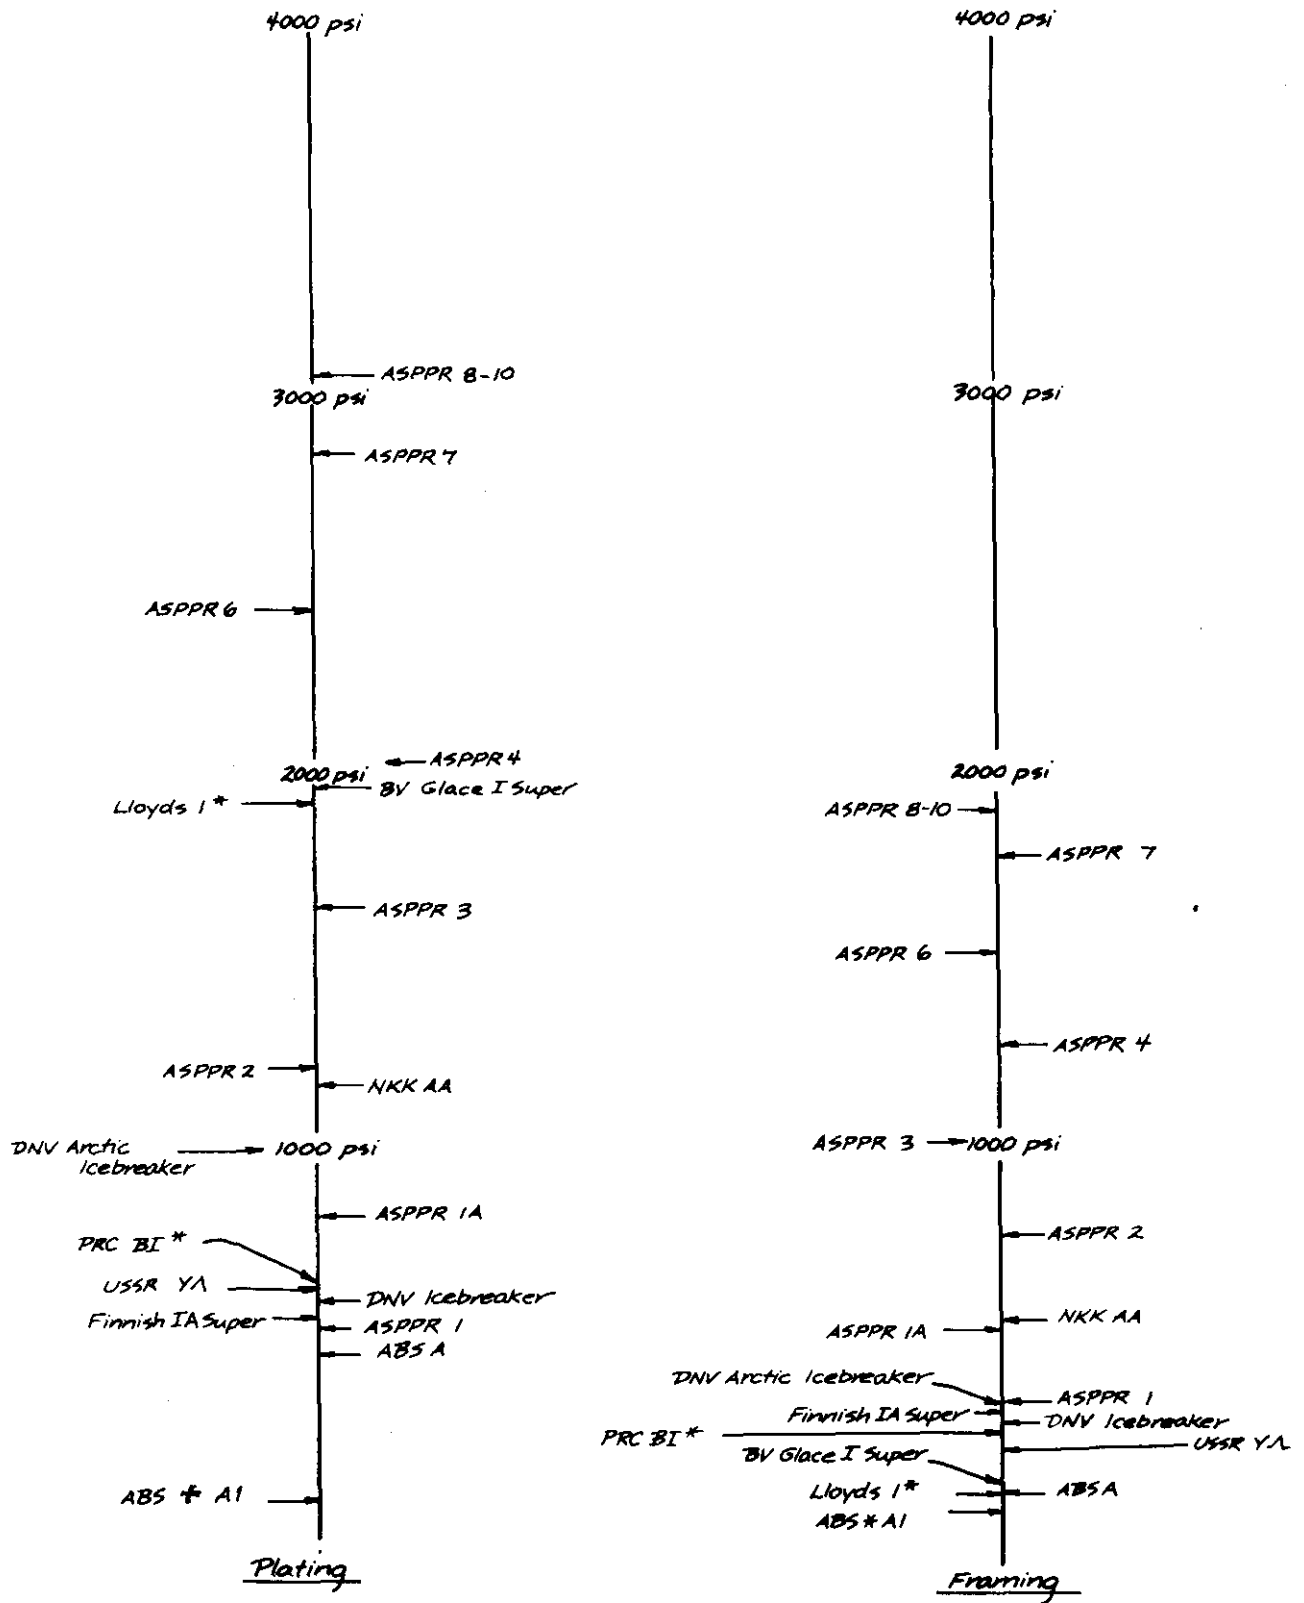 4000 psi
ASPPR 8-10
3000 psi
ASPPR 7
ASPPR 6
ASPPR 4
2000 psi
BV Glace I Super
Lloyds 1*
ASPPR 3
ASPPR 2
NKK AA
DNV Arctic
Icebreaker
1000 psi
ASPPR 1A
PRC BI*
USSR YΛ
DNV Icebreaker
Finnish IA Super
ASPPR 1
ABS A
ABS * A1
Plating
4000 psi
3000 psi
2000 psi
ASPPR 8-10
ASPPR 7
ASPPR 6
ASPPR 4
ASPPR 3
1000 psi
ASPPR 2
NKK AA
ASPPR 1A
DNV Arctic Icebreaker
ASPPR 1
Finnish IA Super
DNV Icebreaker
PRC BI*
USSR YΛ
BV Glace I Super
Lloyds 1*
ABS A
ABS * A1
Framing